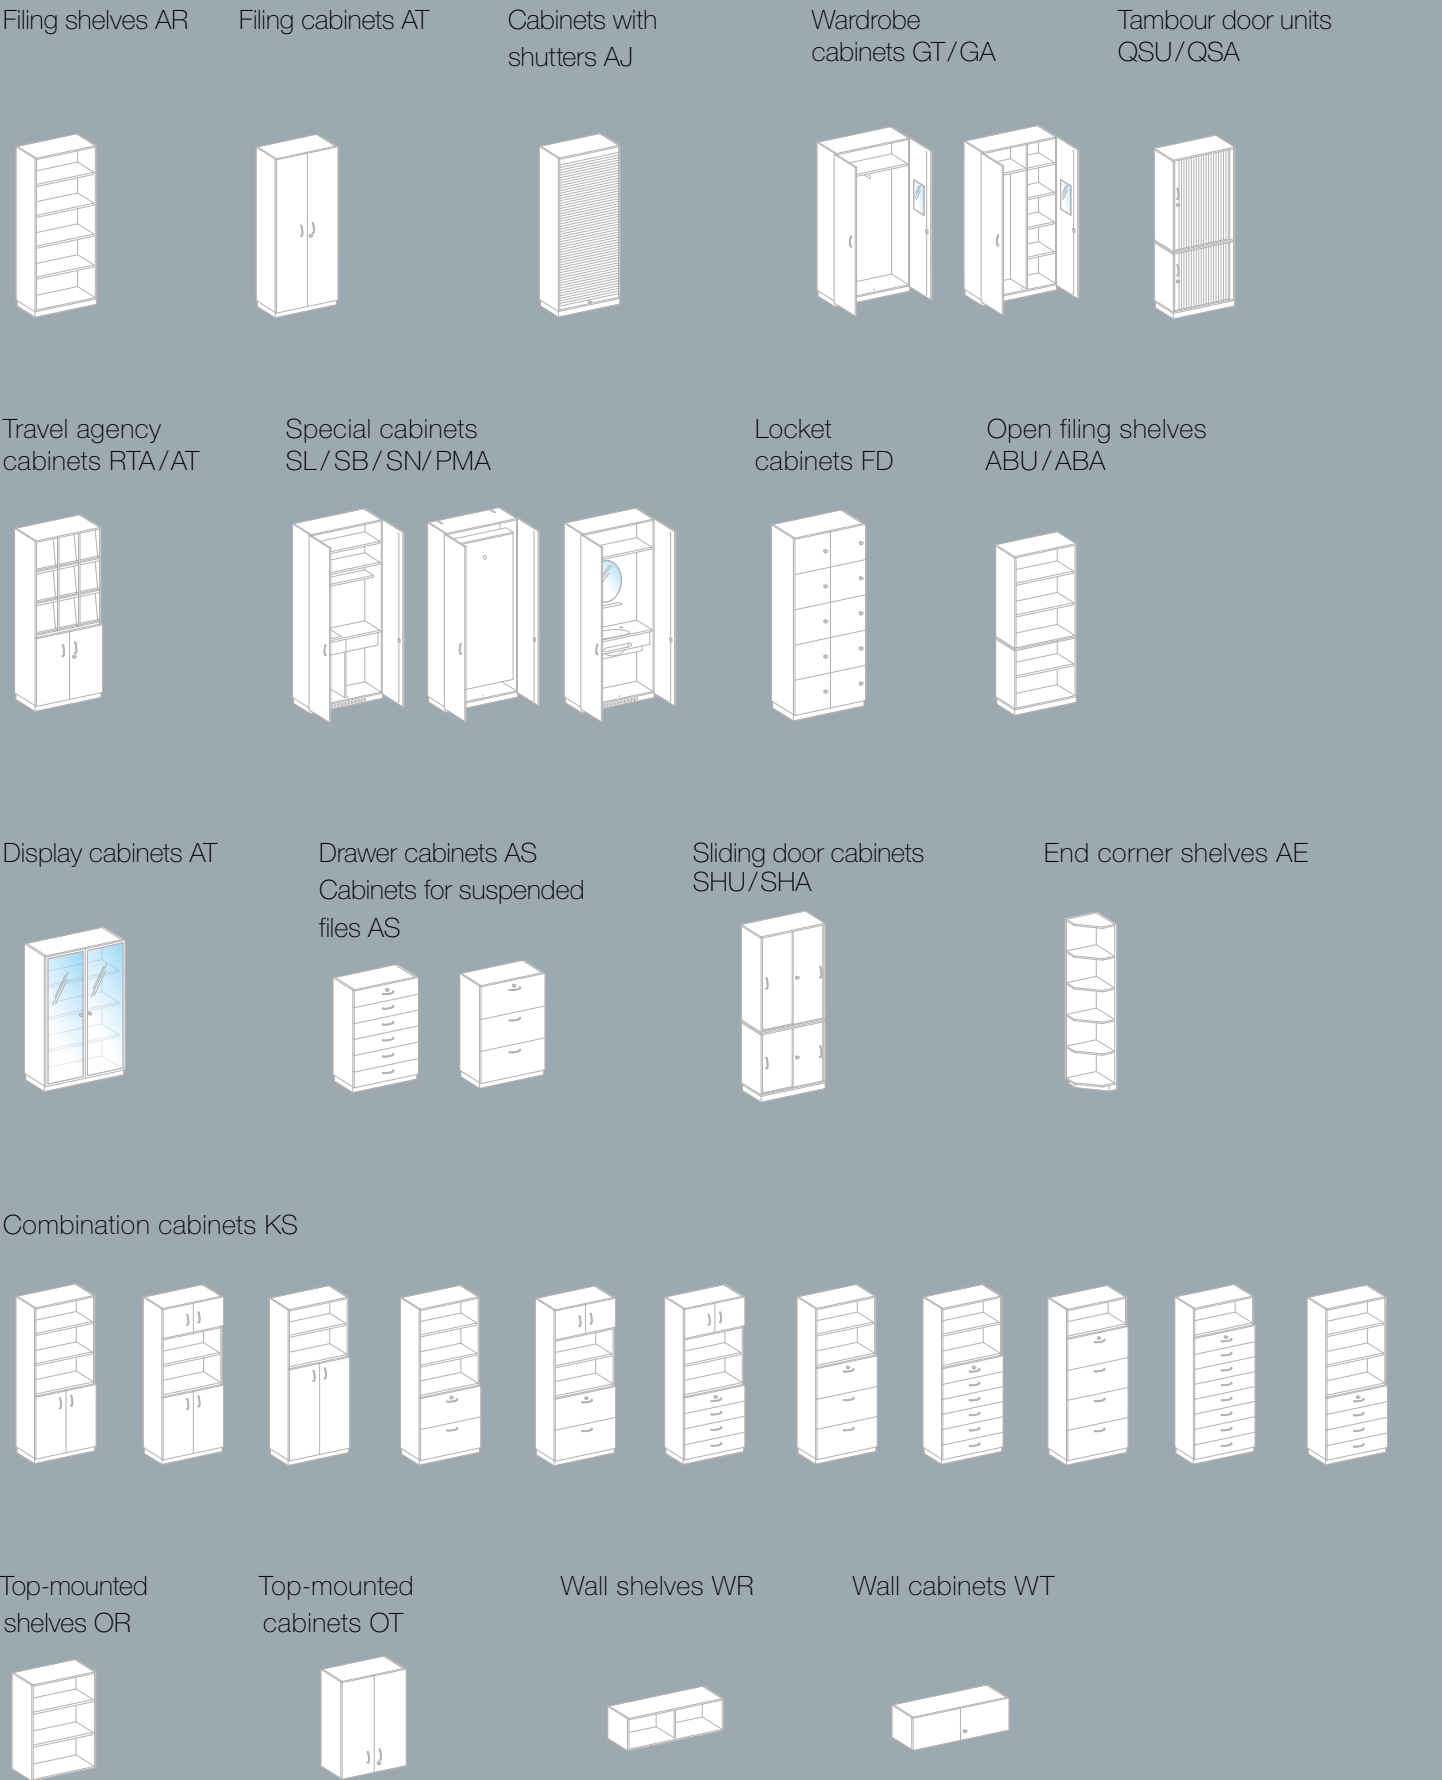 Filing shelves AR
Filing cabinets AT
Cabinets with
shutters AJ
Wardrobe
cabinets GT/GA
Tambour door units
QSU/QSA
Travel agency
cabinets RTA/AT
Special cabinets
SL/SB/SN/PMA
Locket
cabinets FD
Open filing shelves
ABU/ABA
Display cabinets AT
Drawer cabinets AS
Cabinets for suspended
files AS
Sliding door cabinets
SHU/SHA
End corner shelves AE
Combination cabinets KS
Top-mounted
shelves OR
Top-mounted
cabinets OT
Wall shelves WR
Wall cabinets WT